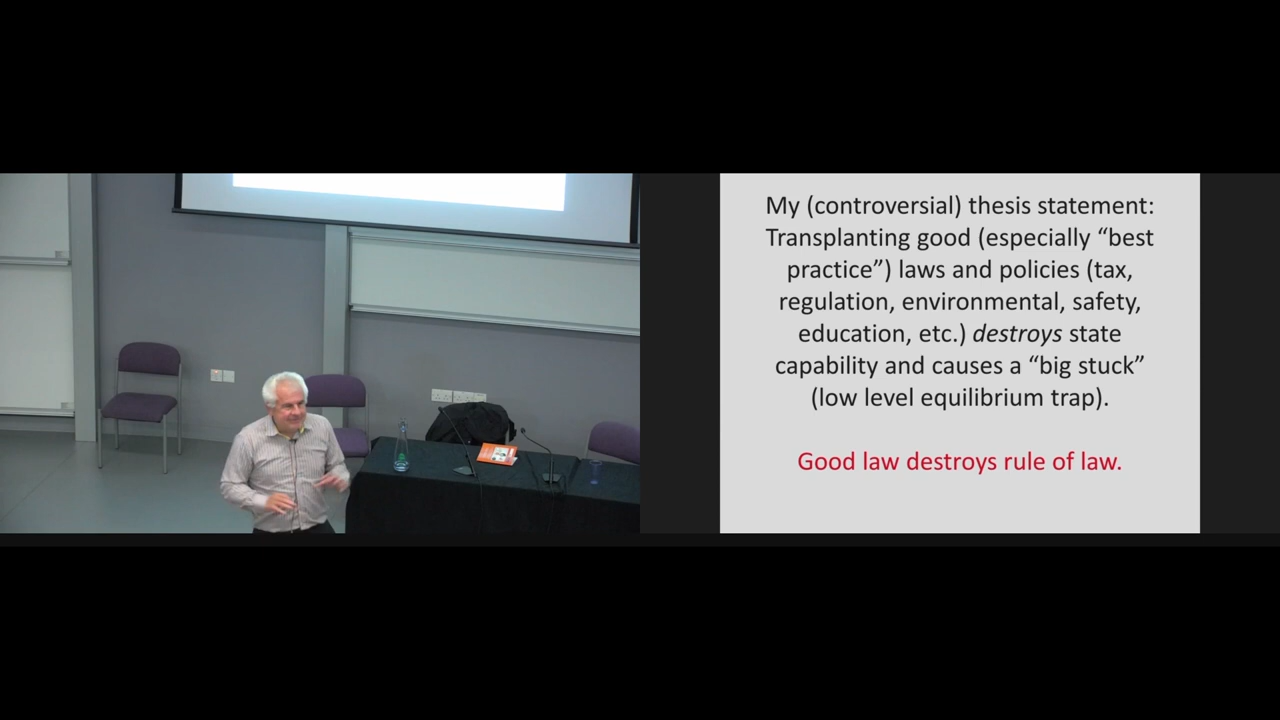 My (controversial) thesis statement:
Transplanting good (especially “best
practice”) laws and policies (tax,
regulation, environmental, safety,
education, etc.) destroys state
capability and causes a “big stuck”
(low level equilibrium trap).
Good law destroys rule of law.